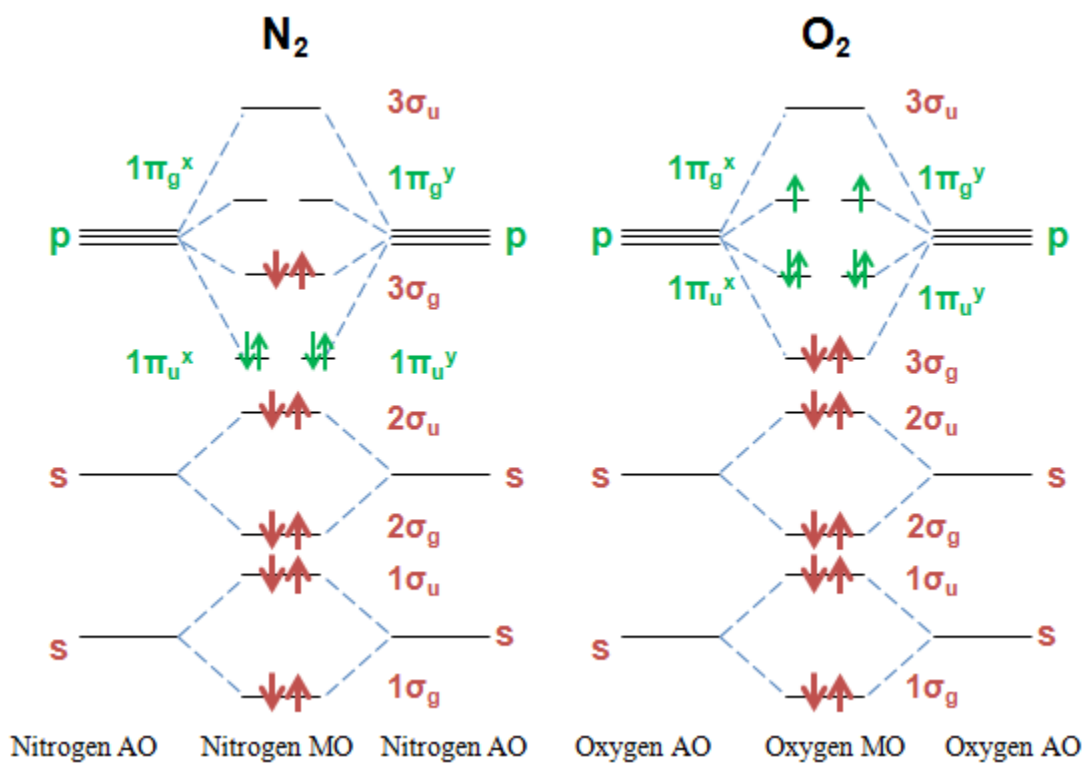 N₂
3σᵤ
1πgˣ
1πgʸ
p
p
3σg
1πᵤˣ
1πᵤʸ
2σᵤ
s
s
2σg
1σᵤ
s
s
1σg
Nitrogen AO Nitrogen MO Nitrogen AO
O₂
3σᵤ
1πgˣ
1πgʸ
p
p
1πᵤˣ
1πᵤʸ
3σg
2σᵤ
s
s
2σg
1σᵤ
s
s
1σg
Oxygen AO Oxygen MO Oxygen AO